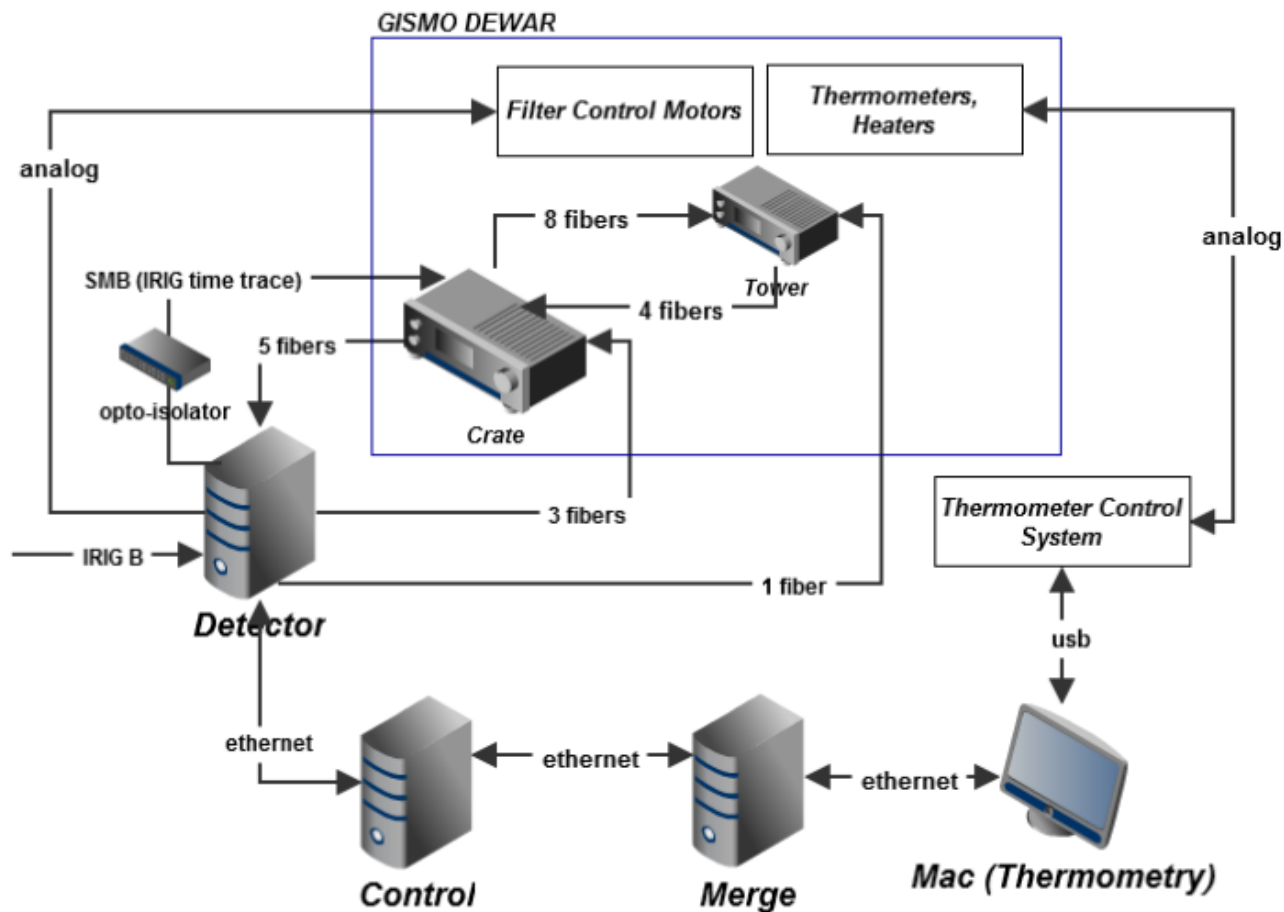 GISMO DEWAR
Filter Control Motors
Thermometers,
Heaters
analog
8 fibers
analog
SMB (IRIG time trace)
Tower
4 fibers
5 fibers
opto-isolator
Crate
3 fibers
Thermometer Control
System
IRIG B
1 fiber
Detector
usb
ethernet
ethernet
ethernet
Control
Merge
Mac (Thermometry)